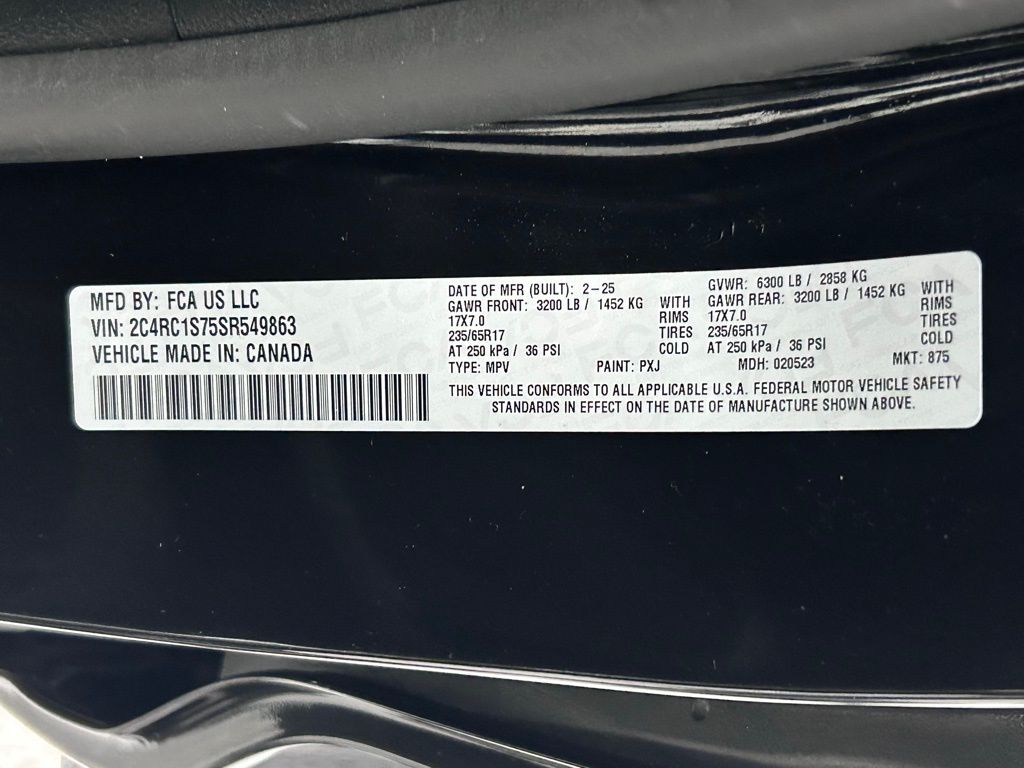 MFD BY: FCA US LLC
VIN: 2C4RC1S75SR549863
VEHICLE MADE IN: CANADA
DATE OF MFR (BUILT): 2-25
GAWR FRONT: 3200 LB / 1452 KG WITH
17X7.0 RIMS
235/65R17 TIRES
AT 250 kPa / 36 PSI COLD
GVWR: 6300 LB / 2858 KG
GAWR REAR: 3200 LB / 1452 KG WITH
17X7.0 RIMS
235/65R17 TIRES
AT 250 kPa / 36 PSI COLD
TYPE: MPV PAINT: PXJ MDH: 020523 MKT: 875
THIS VEHICLE CONFORMS TO ALL APPLICABLE U.S.A. FEDERAL MOTOR VEHICLE SAFETY
STANDARDS IN EFFECT ON THE DATE OF MANUFACTURE SHOWN ABOVE.